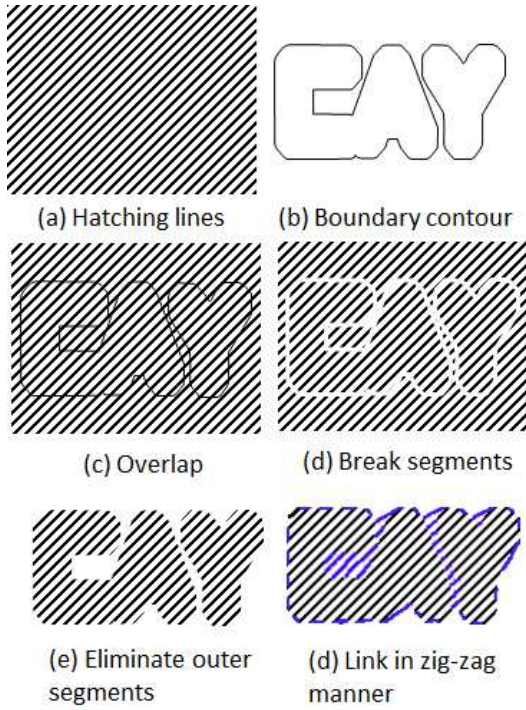 (a) Hatching lines
(b) Boundary contour
(c) Overlap
(d) Break segments
(e) Eliminate outer
segments
(d) Link in zig-zag
manner